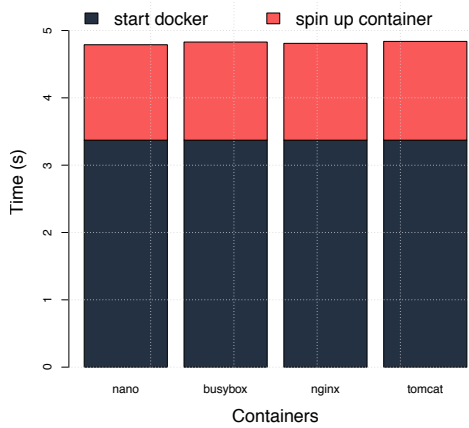 start docker spin up container
5
4
3
2
1
0
Time (s)
nano busybox nginx tomcat
Containers